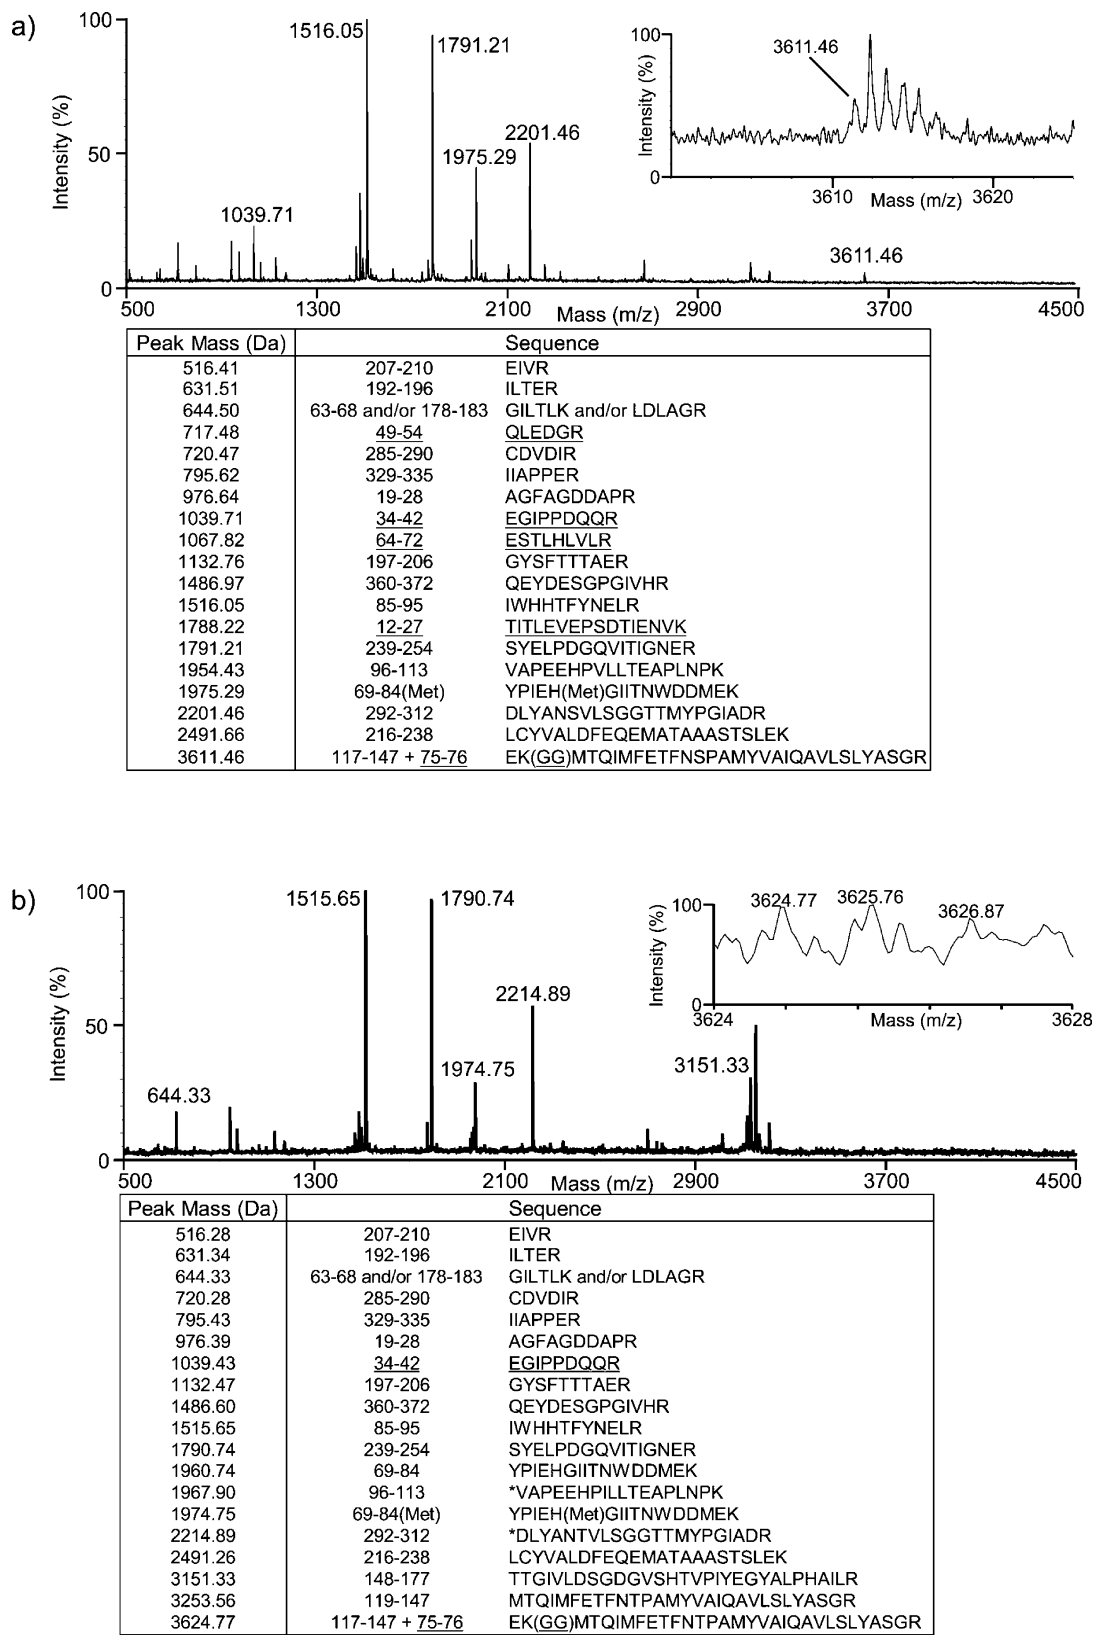 a)
100
50
0
Intensity (%)
1516.05
1791.21
2201.46
1975.29
1039.71
3611.46
500
1300
2100
2900
3700
4500
Mass (m/z)
100
0
Intensity (%)
3611.46
3610
3620
Mass (m/z)
Peak Mass (Da) Sequence
516.41 207-210 EIVR
631.51 192-196 ILTER
644.50 63-68 and/or 178-183 GILTLK and/or LDLAGR
717.48 49-54 QLEDGR
720.47 285-290 CDVDIR
795.62 329-335 IIAPPER
976.64 19-28 AGFAGDDAPR
1039.71 34-42 EGIPPDQQR
1067.82 64-72 ESTLHLVLR
1132.76 197-206 GYSFTTTAER
1486.97 360-372 QEYDESGPGIVHR
1516.05 85-95 IWHHTFYNELR
1788.22 12-27 TITLEVEPSDTIENVK
1791.21 239-254 SYELPDGQVITIGNER
1954.43 96-113 VAPEEHPVLLTEAPLNPK
1975.29 69-84(Met) YPIEH(Met)GIITNWDDMEK
2201.46 292-312 DLYANSVLSGGTTMYPGIADR
2491.66 216-238 LCYVALDFEQEMATAAASTSLEK
3611.46 117-147 + 75-76 EK(GG)MTQIMFETFNSPAMYVAIQAVLSLYASGR
b)
100
50
0
Intensity (%)
1515.65
1790.74
2214.89
1974.75
644.33
3151.33
500
1300
2100
2900
3700
4500
Mass (m/z)
100
0
Intensity (%)
3624.77
3625.76
3626.87
3624
Mass (m/z)
3628
Peak Mass (Da) Sequence
516.28 207-210 EIVR
631.34 192-196 ILTER
644.33 63-68 and/or 178-183 GILTLK and/or LDLAGR
720.28 285-290 CDVDIR
795.43 329-335 IIAPPER
976.39 19-28 AGFAGDDAPR
1039.43 34-42 EGIPPDQQR
1132.47 197-206 GYSFTTTAER
1486.60 360-372 QEYDESGPGIVHR
1515.65 85-95 IWHHTFYNELR
1790.74 239-254 SYELPDGQVITIGNER
1960.74 69-84 YPIEHGIITNWDDMEK
1967.90 96-113 *VAPEEHPILLTEAPLNPK
1974.75 69-84(Met) YPIEH(Met)GIITNWDDMEK
2214.89 292-312 *DLYANTVLSGGTTMYPGIADR
2491.26 216-238 LCYVALDFEQEMATAAASTSLEK
3151.33 148-177 TTGIVLDSGDGVSHTVPIYEGYALPHAILR
3253.56 119-147 MTQIMFETFNTPAMYVAIQAVLSLYASGR
3624.77 117-147 + 75-76 EK(GG)MTQIMFETFNTPAMYVAIQAVLSLYASGR